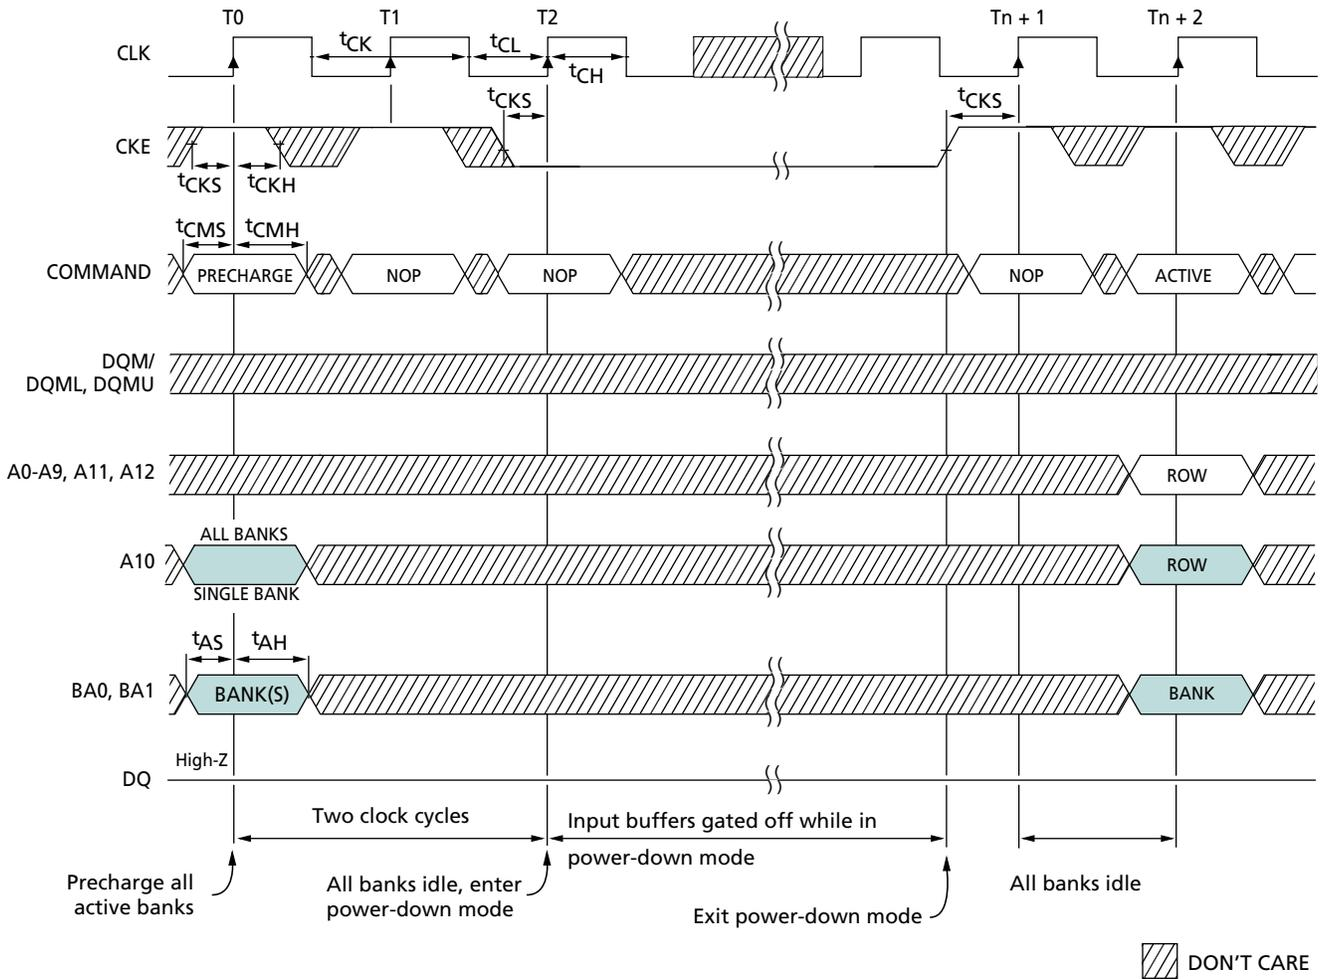 T0
T1
T2
Tn + 1
Tn + 2
CLK
tCK
tCL
tCH
tCKS
tCKS
CKE
tCKS
tCKH
tCMS
tCMH
COMMAND
PRECHARGE
NOP
NOP
NOP
ACTIVE
DQM/
DQML, DQMU
A0-A9, A11, A12
ROW
ALL BANKS
A10
ROW
SINGLE BANK
tAS
tAH
BA0, BA1
BANK(S)
BANK
High-Z
DQ
Two clock cycles
Input buffers gated off while in
power-down mode
Precharge all
active banks
All banks idle, enter
power-down mode
Exit power-down mode
All banks idle
DON'T CARE